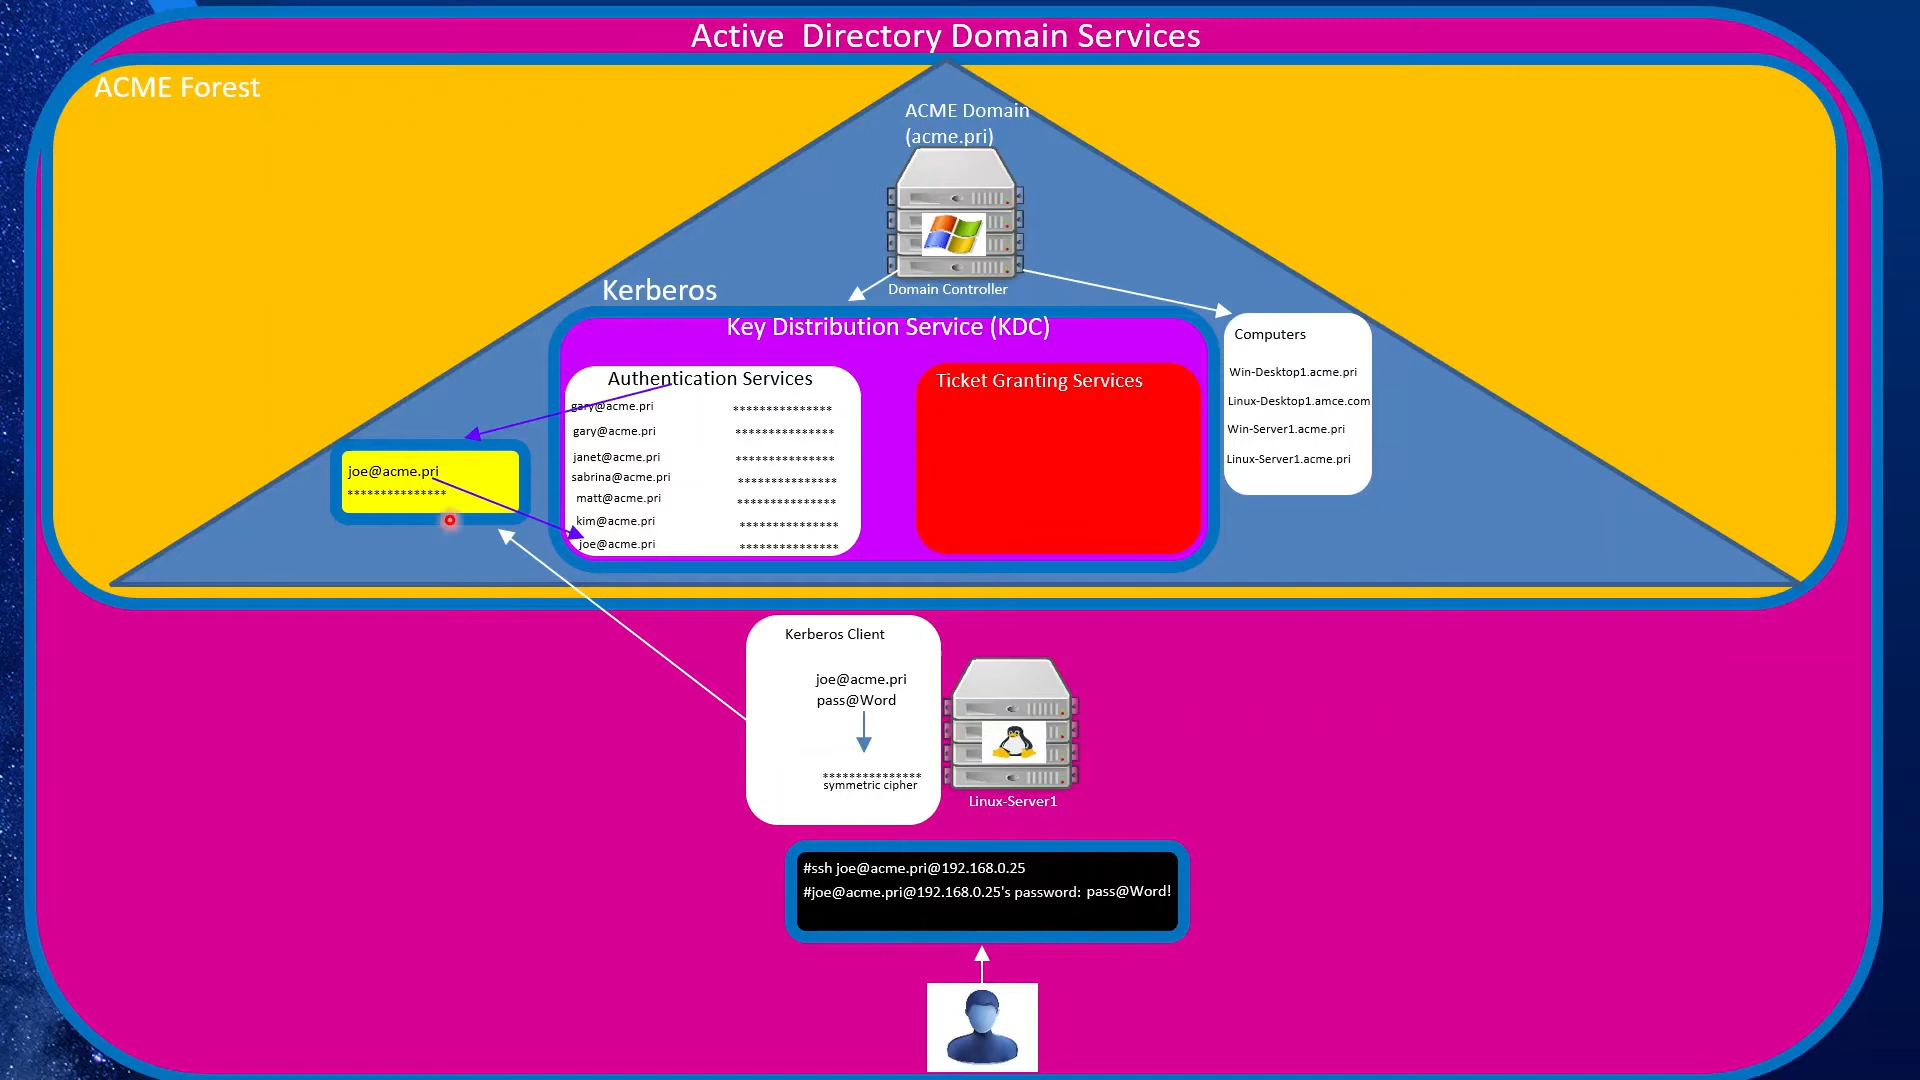 Active Directory Domain Services
ACME Forest
ACME Domain
(acme.pri)
Domain Controller
Kerberos
Key Distribution Service (KDC)
Authentication Services
gary@acme.pri ***************
gary@acme.pri ***************
janet@acme.pri ***************
sabrina@acme.pri ***************
matt@acme.pri ***************
kim@acme.pri ***************
joe@acme.pri ***************
Ticket Granting Services
Computers
Win-Desktop1.acme.pri
Linux-Desktop1.amce.com
Win-Server1.acme.pri
Linux-Server1.acme.pri
joe@acme.pri
***************
Kerberos Client
joe@acme.pri
pass@Word
***************
symmetric cipher
Linux-Server1
#ssh joe@acme.pri@192.168.0.25
#joe@acme.pri@192.168.0.25's password: pass@Word!